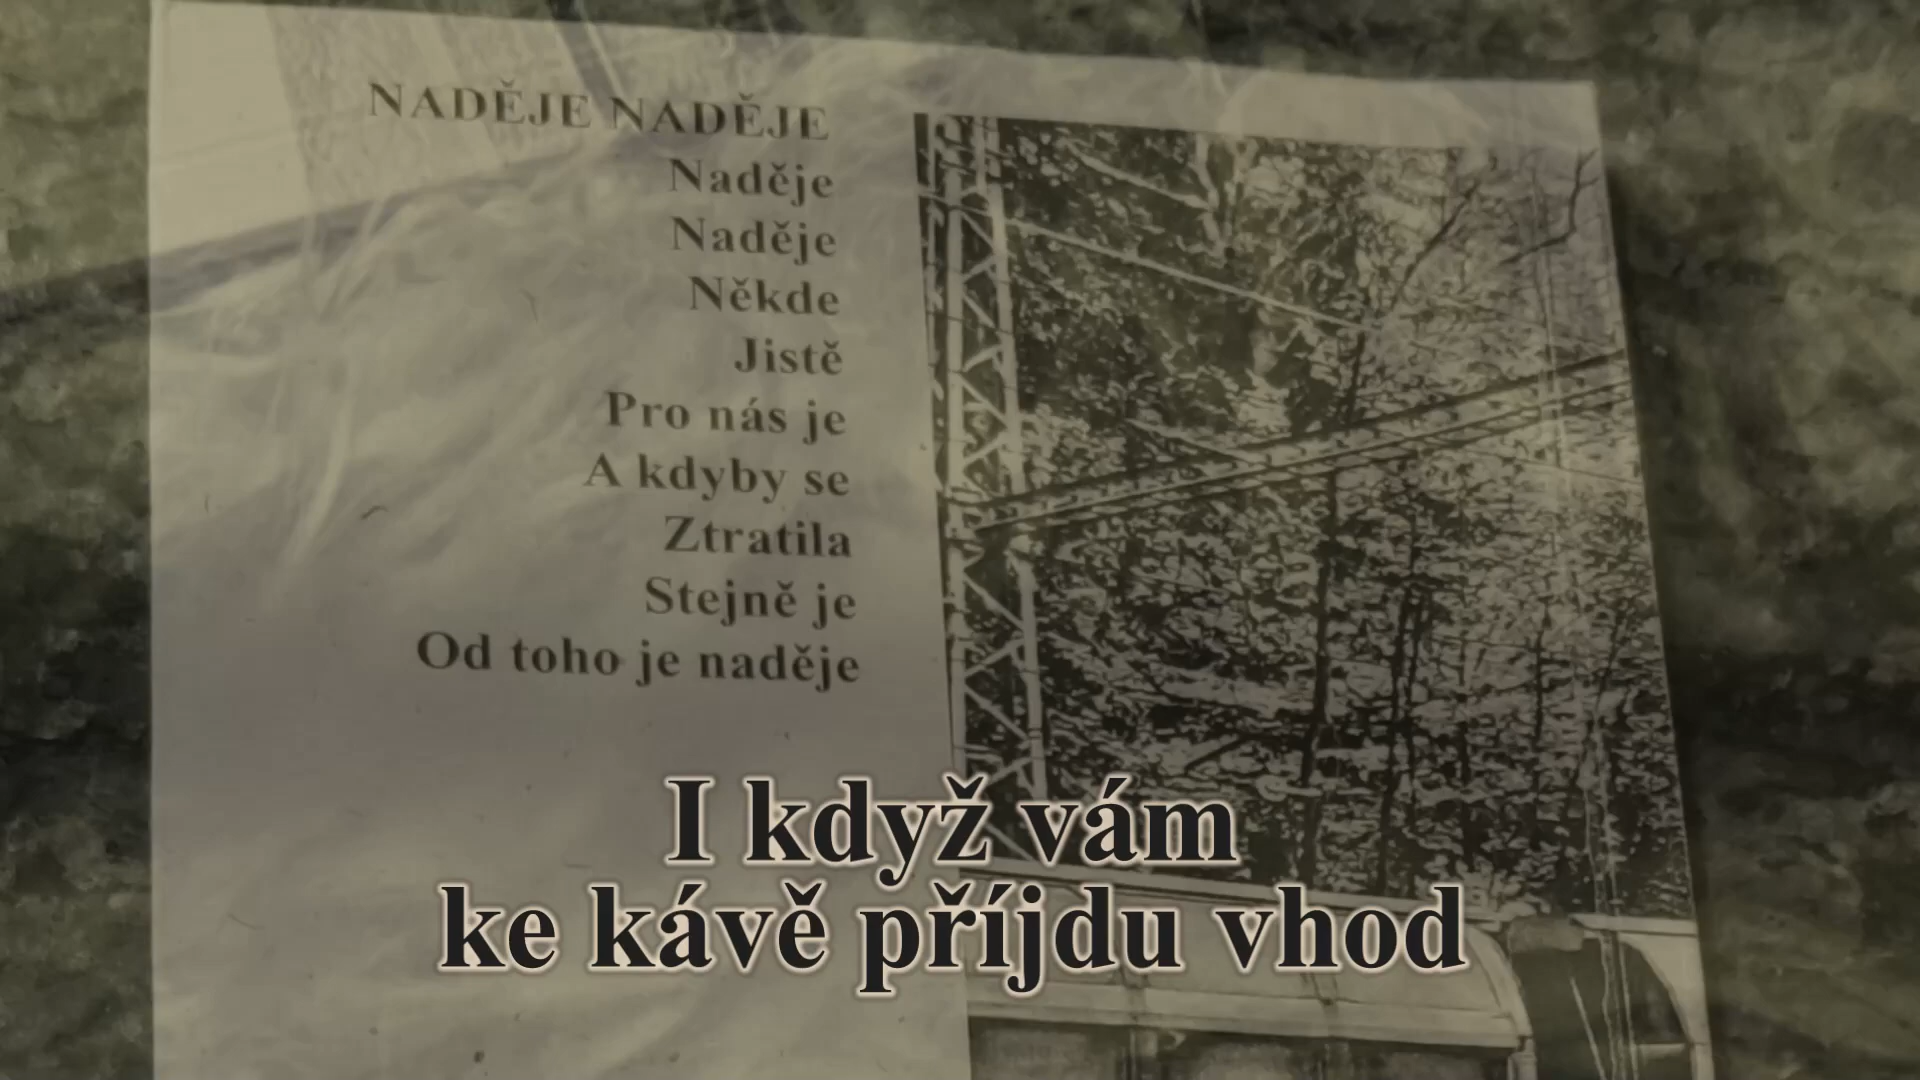 NADĚJE NADĚJE
Naděje
Naděje
Někde
Jistě
Pro nás je
A kdyby se
Ztratila
Stejně je
Od toho je naděje
I když vám
ke kávě příjdu vhod